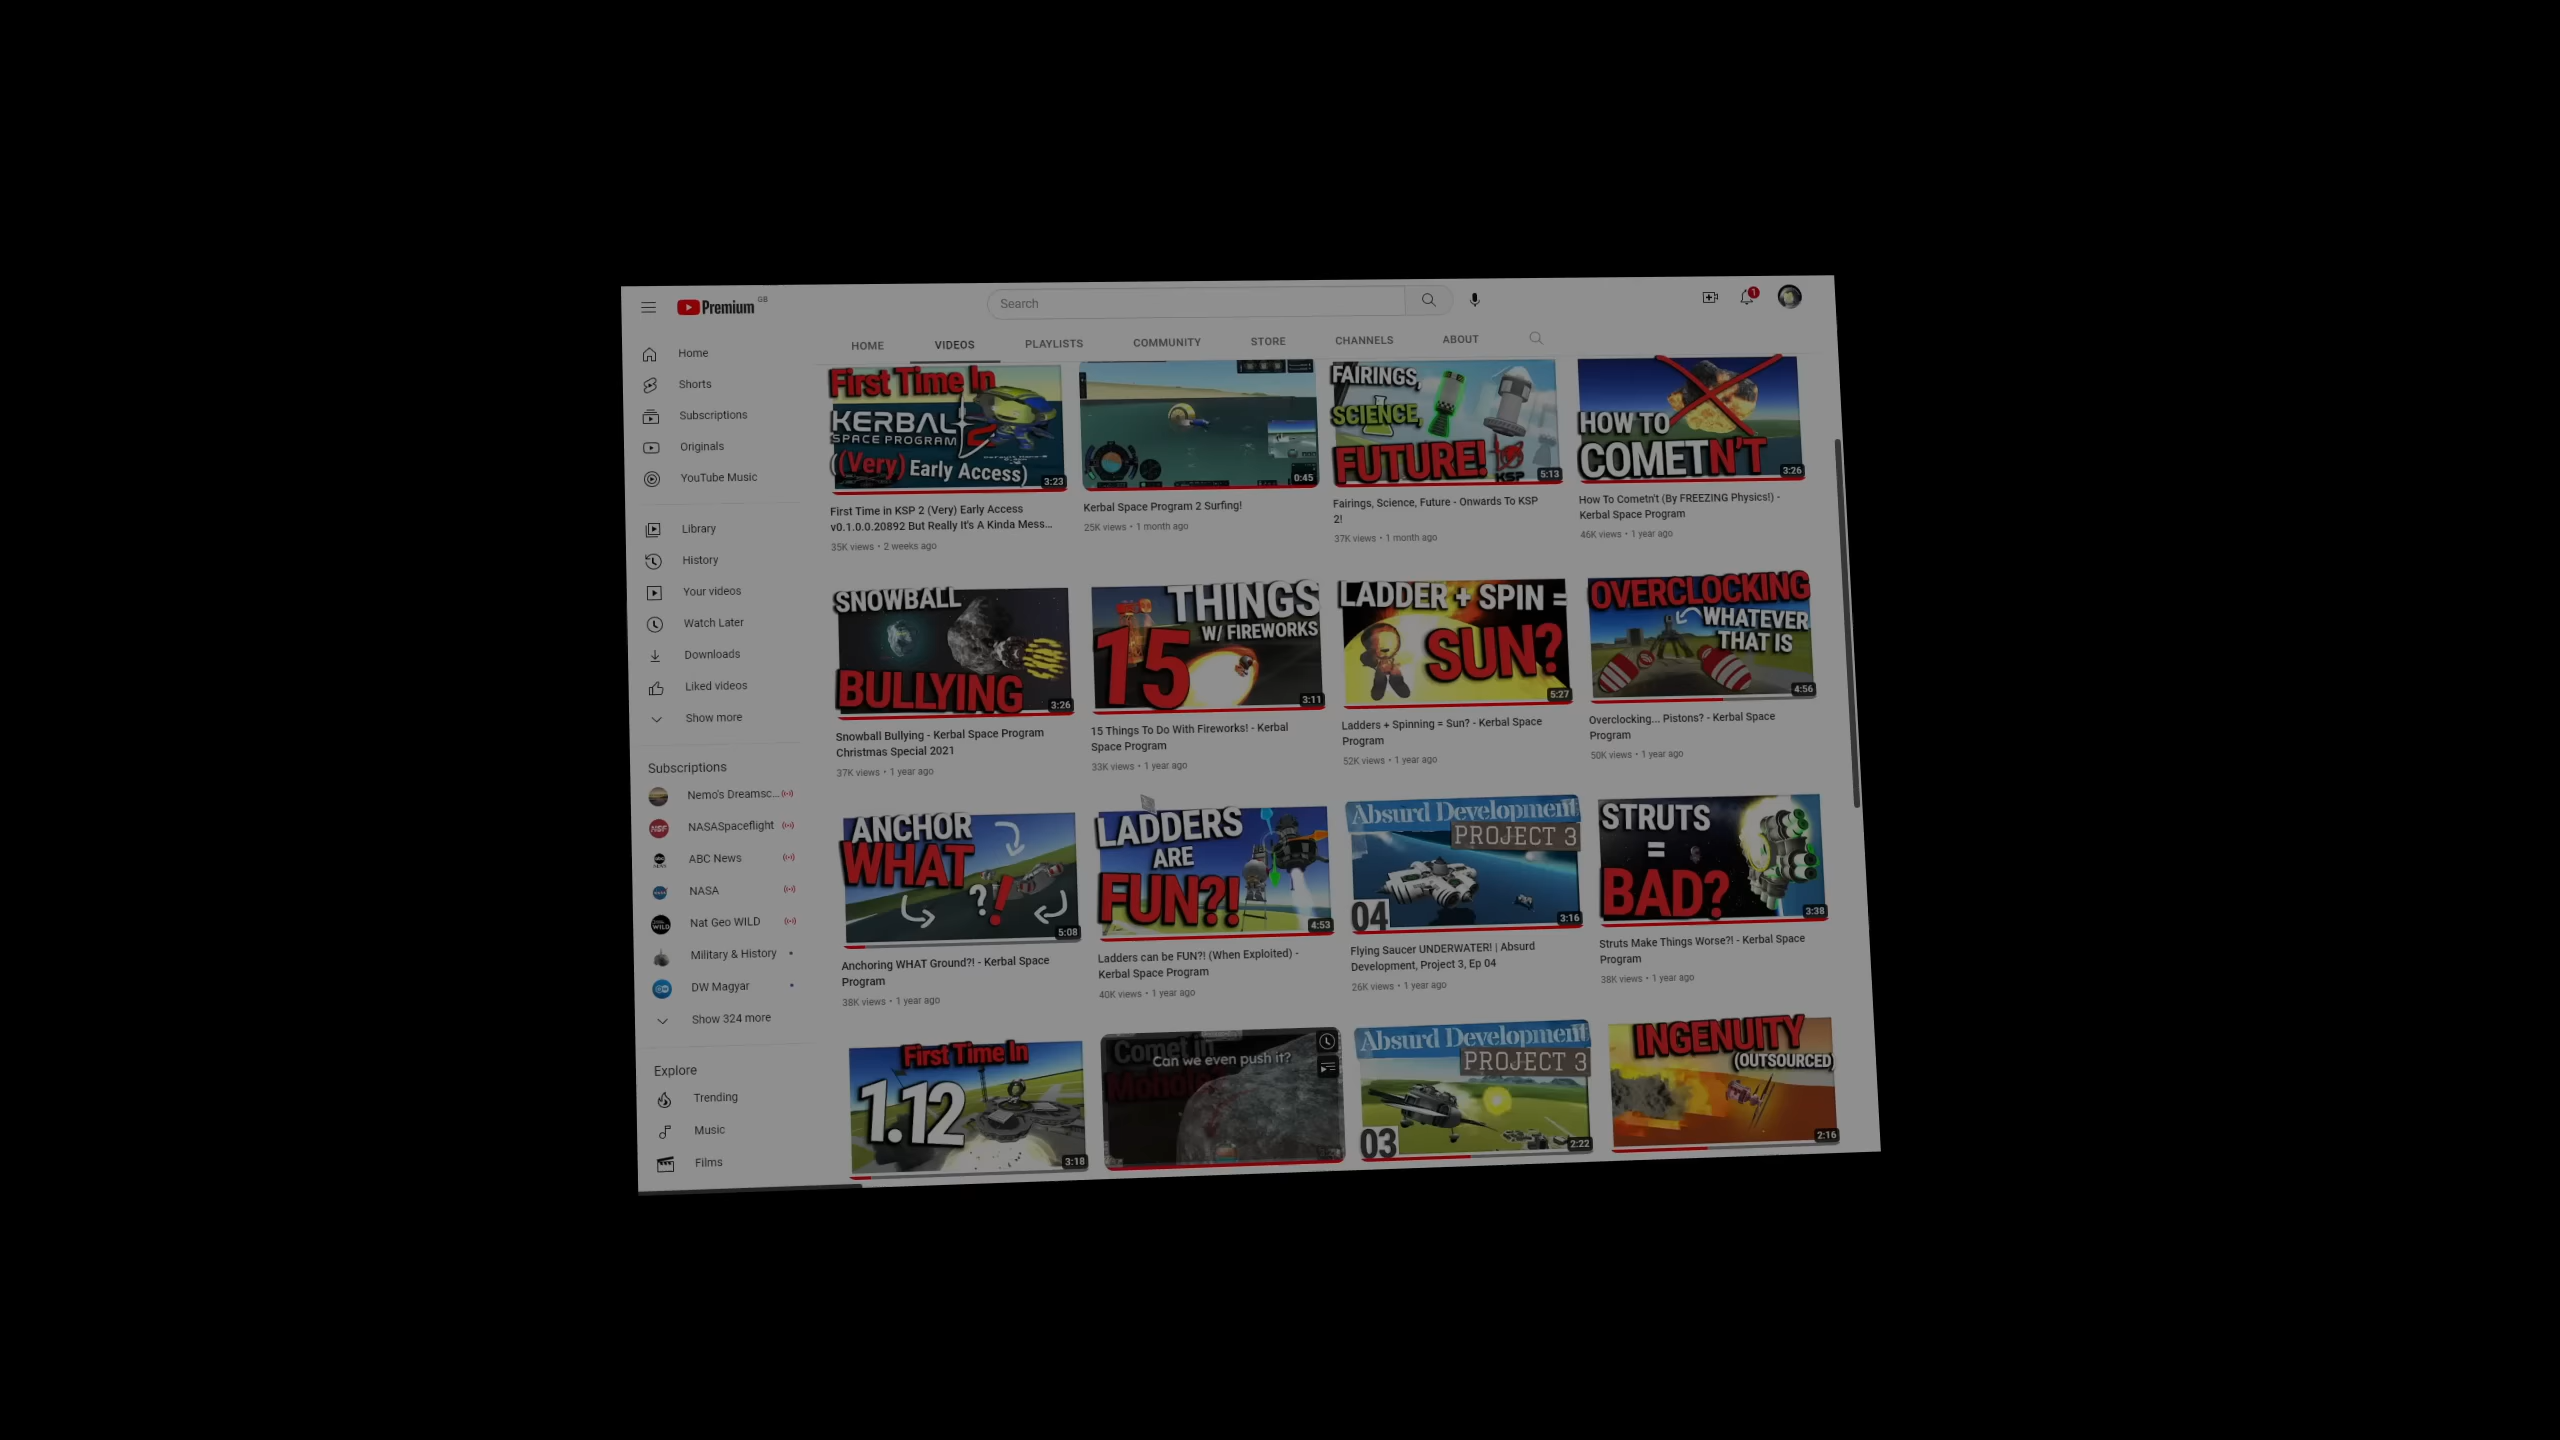 Premium GB
Search
1
HOME VIDEOS PLAYLISTS COMMUNITY STORE CHANNELS ABOUT
Home
Shorts
Subscriptions
Originals
YouTube Music
Library
History
Your videos
Watch Later
Downloads
Liked videos
Show more
Subscriptions
Nemo's Dreamsc...
NSF NASASpaceflight
ABC News
NASA
Nat Geo WILD
Military & History
DW Magyar
Show 324 more
Explore
Trending
Music
Films
First Time In
KERBAL 2
SPACE PROGRAM
((Very) Early Access)
3:23
First Time in KSP 2 (Very) Early Access
v0.1.0.0.20892 But Really It's A Kinda Mess...
35K views • 2 weeks ago
0:45
Kerbal Space Program 2 Surfing!
25K views • 1 month ago
FAIRINGS,
SCIENCE,
FUTURE!
KSP
5:13
Fairings, Science, Future - Onwards To KSP
2!
37K views • 1 month ago
HOW TO
COMETN'T
3:26
How To Cometn't (By FREEZING Physics!) -
Kerbal Space Program
46K views • 1 year ago
SNOWBALL
BULLYING
3:26
Snowball Bullying - Kerbal Space Program
Christmas Special 2021
37K views • 1 year ago
15 THINGS
W/ FIREWORKS
3:11
15 Things To Do With Fireworks! - Kerbal
Space Program
33K views • 1 year ago
LADDER + SPIN =
SUN?
5:27
Ladders + Spinning = Sun? - Kerbal Space
Program
52K views • 1 year ago
OVERCLOCKING
WHATEVER
THAT IS
4:56
Overclocking... Pistons? - Kerbal Space
Program
50K views • 1 year ago
ANCHOR
WHAT
?!
5:08
Anchoring WHAT Ground?! - Kerbal Space
Program
38K views • 1 year ago
LADDERS
ARE
FUN?!
4:53
Ladders can be FUN?! (When Exploited) -
Kerbal Space Program
40K views • 1 year ago
Absurd Development
PROJECT 3
04
3:16
Flying Saucer UNDERWATER! | Absurd
Development, Project 3, Ep 04
26K views • 1 year ago
STRUTS
=
BAD?
3:38
Struts Make Things Worse?! - Kerbal Space
Program
38K views • 1 year ago
First Time In
1.12
3:18
Comet in
Can we even push it?
Absurd Development
PROJECT 3
03
2:22
INGENUITY
(OUTSOURCED)
2:16